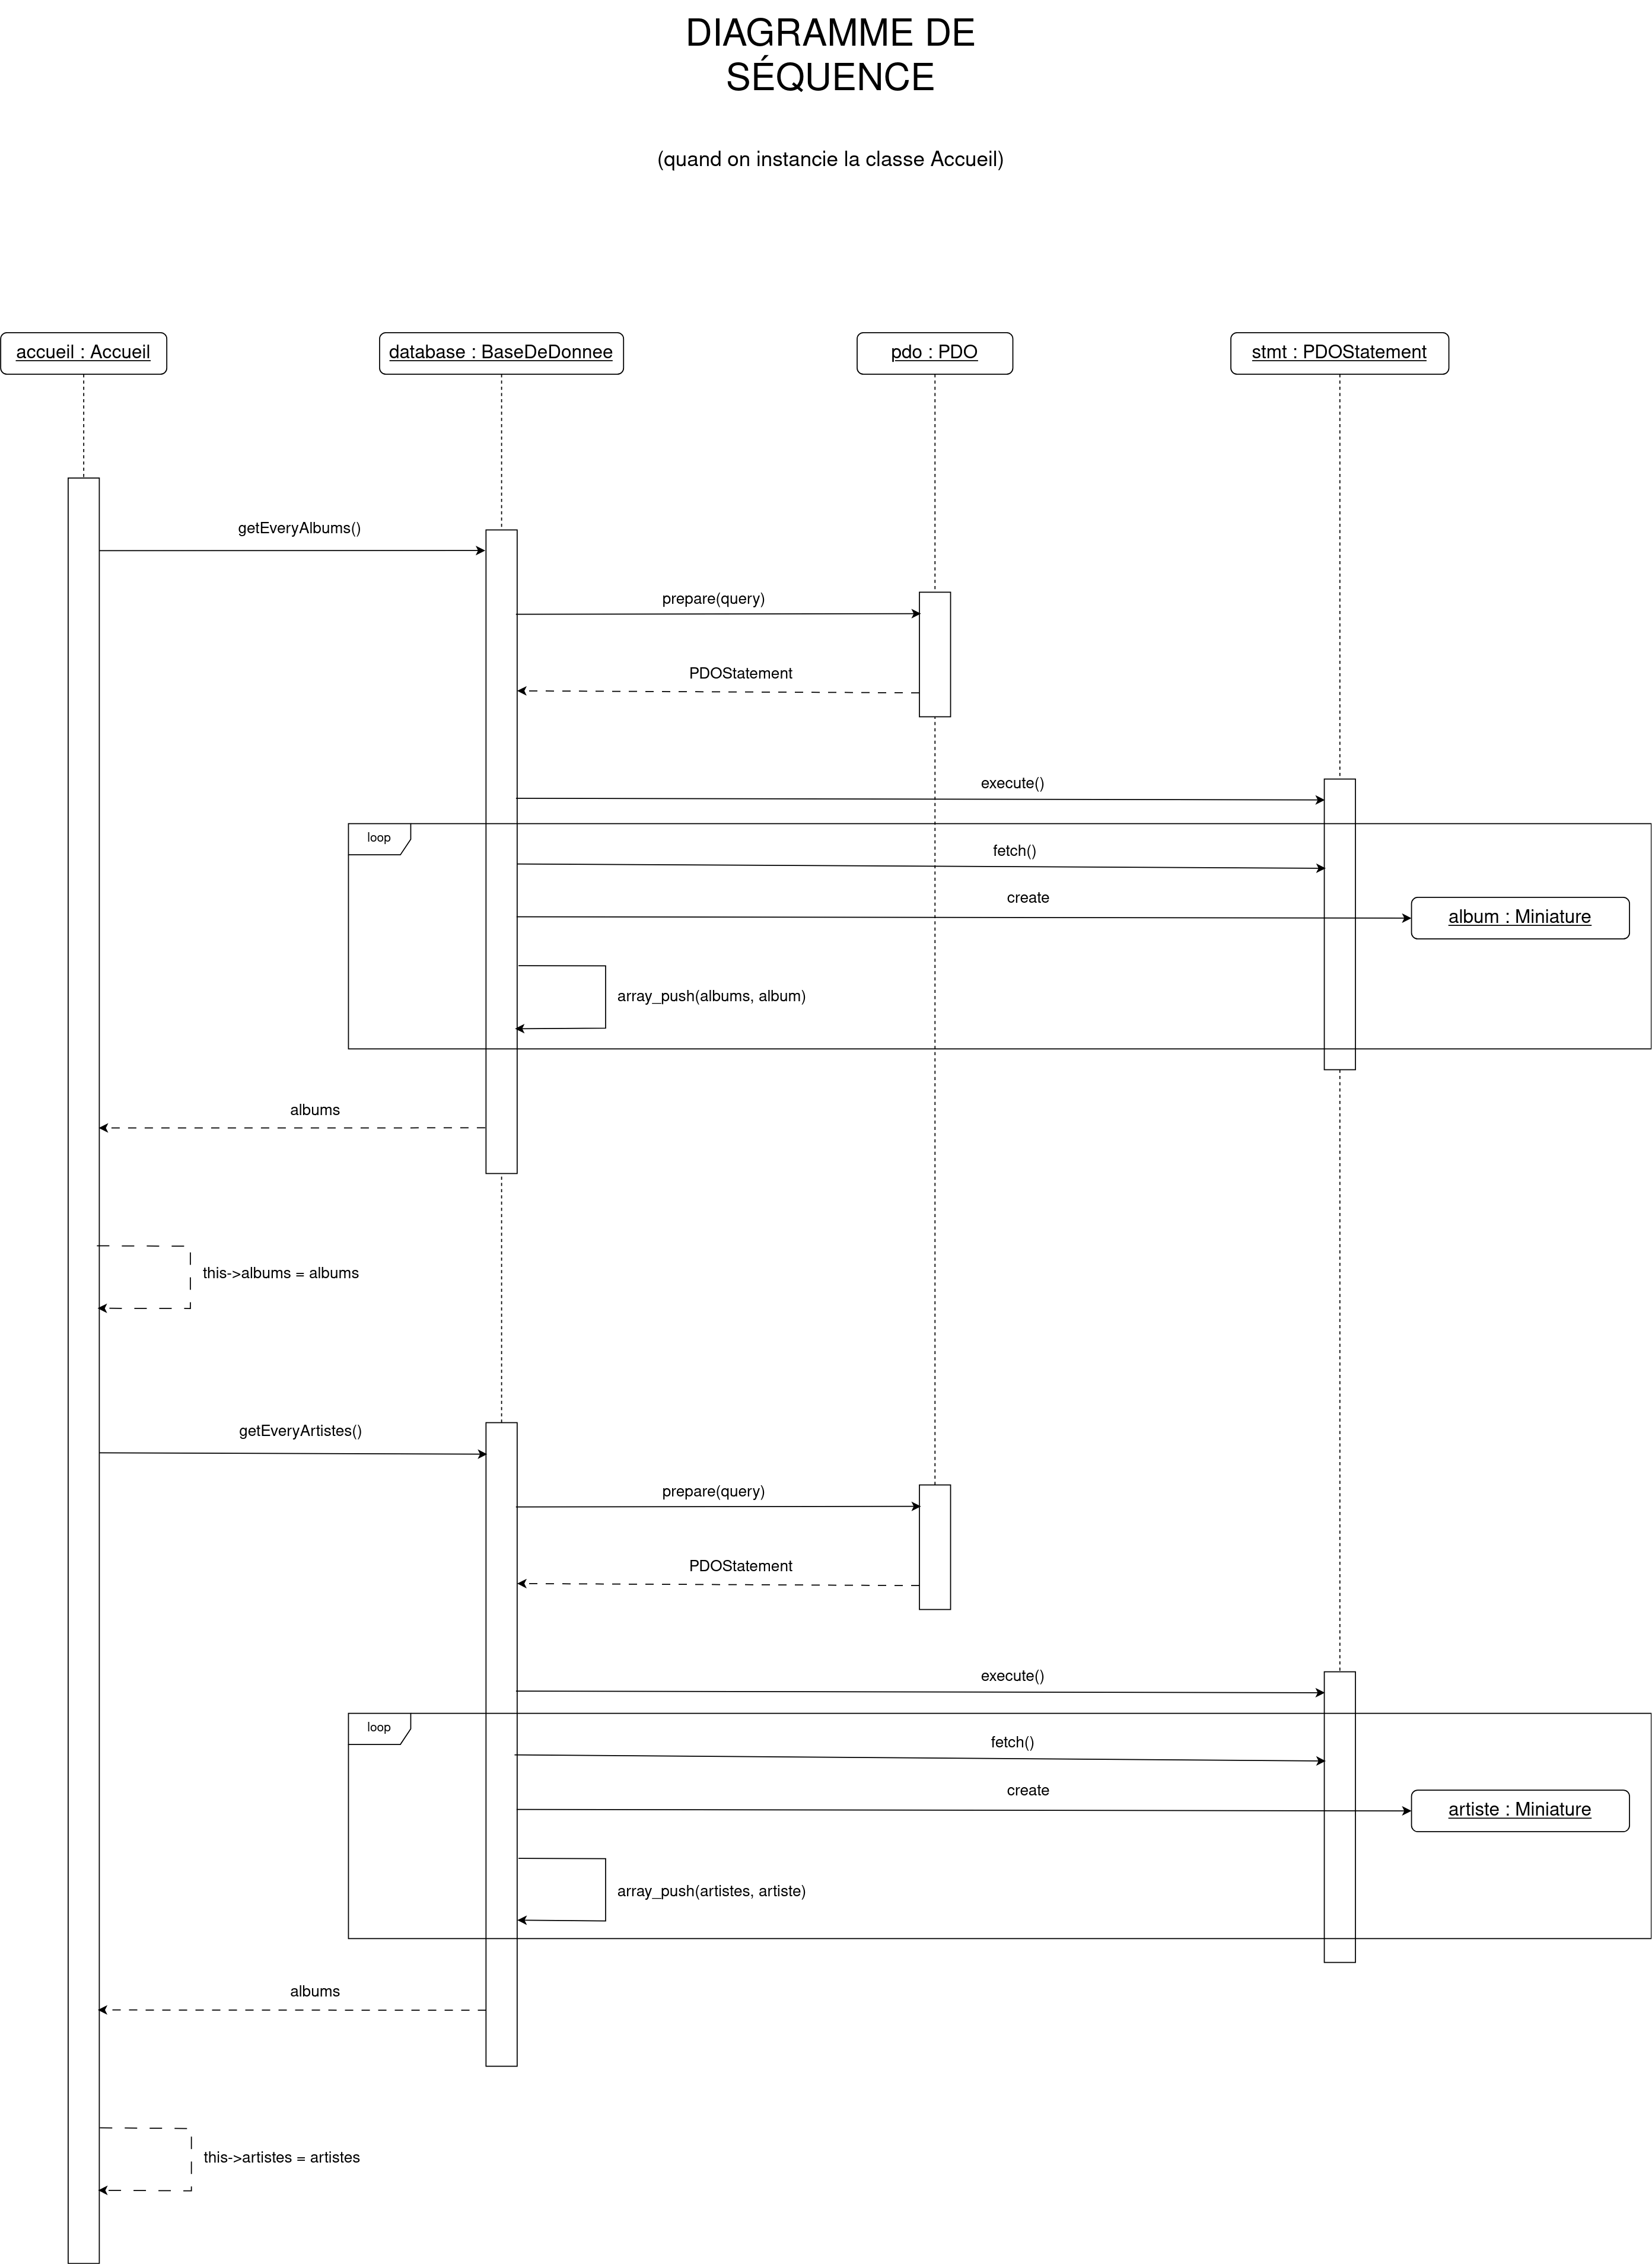 DIAGRAMME DE
SÉQUENCE
(quand on instancie la classe Accueil)
accueil : Accueil
database : BaseDeDonnee
pdo : PDO
stmt : PDOStatement
getEveryAlbums()
prepare(query)
PDOStatement
execute()
loop
fetch()
create
album : Miniature
array_push(albums, album)
albums
this->albums = albums
getEveryArtistes()
prepare(query)
PDOStatement
execute()
loop
fetch()
create
artiste : Miniature
array_push(artistes, artiste)
albums
this->artistes = artistes